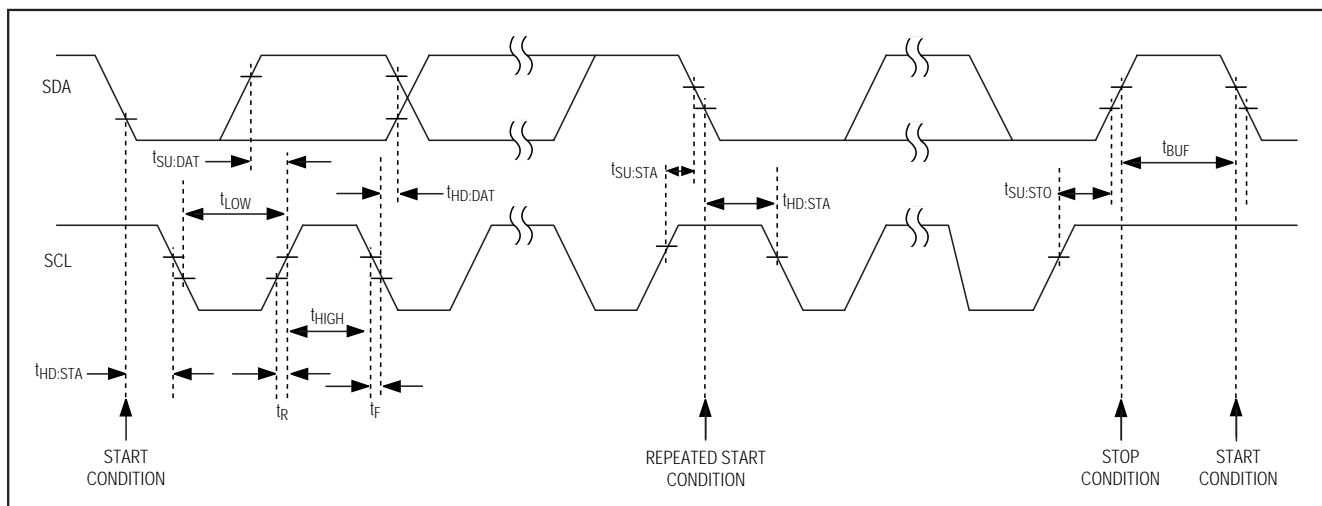 SDA
tSU:DAT
tHD:DAT
tLOW
tSU:STA
tHD:STA
tBUF
tSU:STO
SCL
tHIGH
tHD:STA
tR
tF
START
CONDITION
REPEATED START
CONDITION
STOP
CONDITION
START
CONDITION